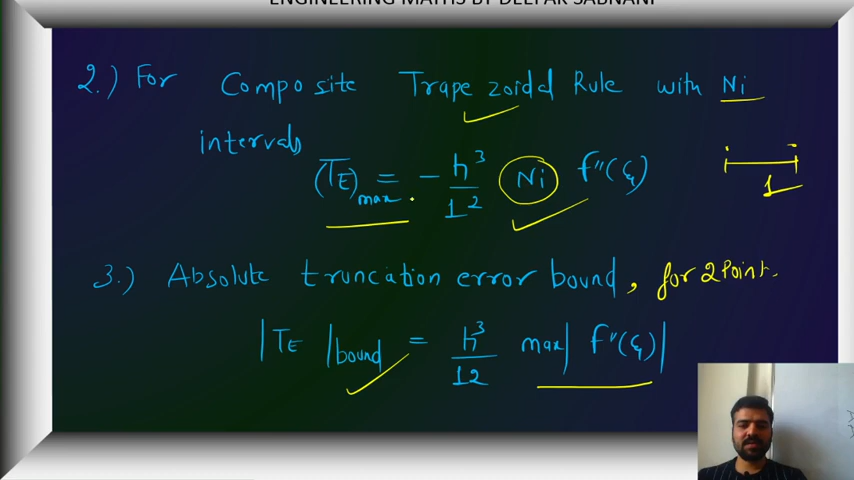 ENGINEERING MATHS BY DEEPAK SABNANI
2.) For Composite Trapezoidal Rule with Ni
intervals
(TE)max = - h³/12 Ni f''(ξ)
1
3.) Absolute truncation error bound, for 2 Point.
|TE|bound = h³/12 max|f''(ξ)|